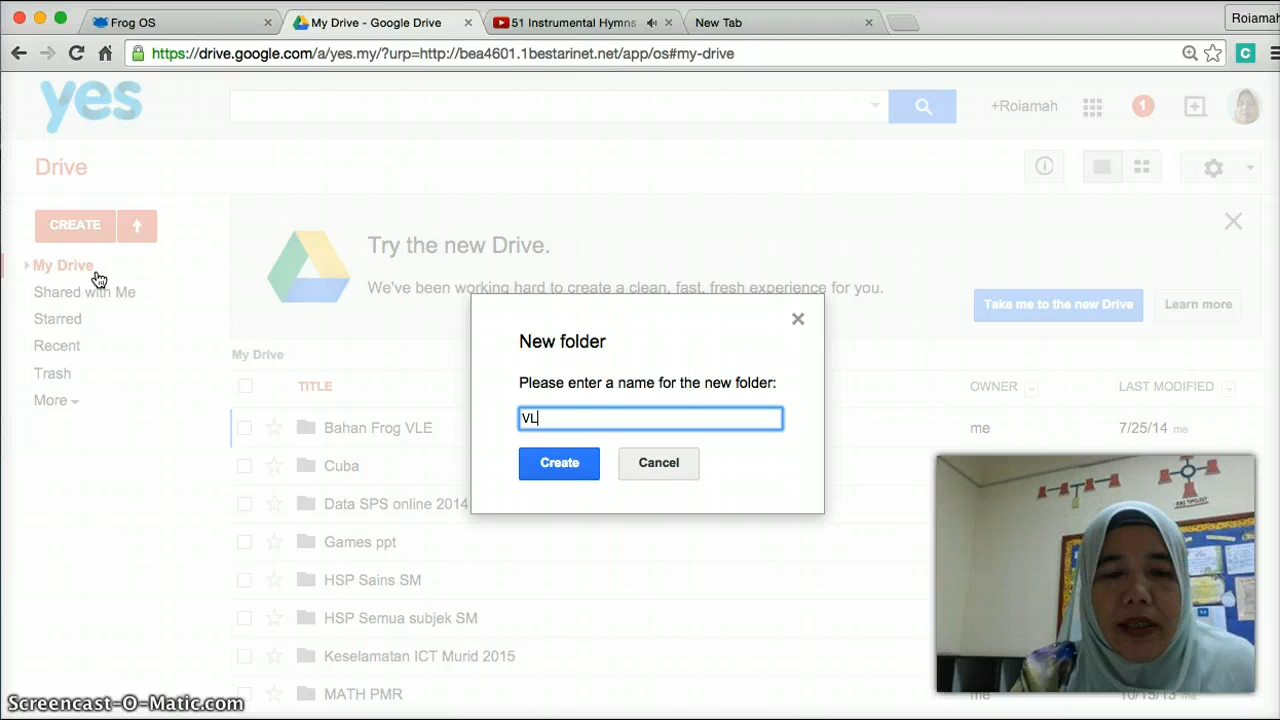 Frog OS
My Drive - Google Drive
51 Instrumental Hymns
New Tab
Roiamah
https://drive.google.com/a/yes.my/?urp=http://bea4601.1bestarinet.net/app/os#my-drive
C
yes
+Roiamah
1
Drive
CREATE
My Drive
Shared with Me
Starred
Recent
Trash
More
Try the new Drive.
We've been working hard to create a clean, fast, fresh experience for you.
Take me to the new Drive
Learn more
My Drive
TITLE
OWNER
LAST MODIFIED
Bahan Frog VLE
me
7/25/14 me
Cuba
Data SPS online 2014
Games ppt
HSP Sains SM
HSP Semua subjek SM
Keselamatan ICT Murid 2015
MATH PMR
me
10/15/13 me
New folder
Please enter a name for the new folder:
VL
Create
Cancel
RING TOPOLOGY
Screencast-O-Matic.com